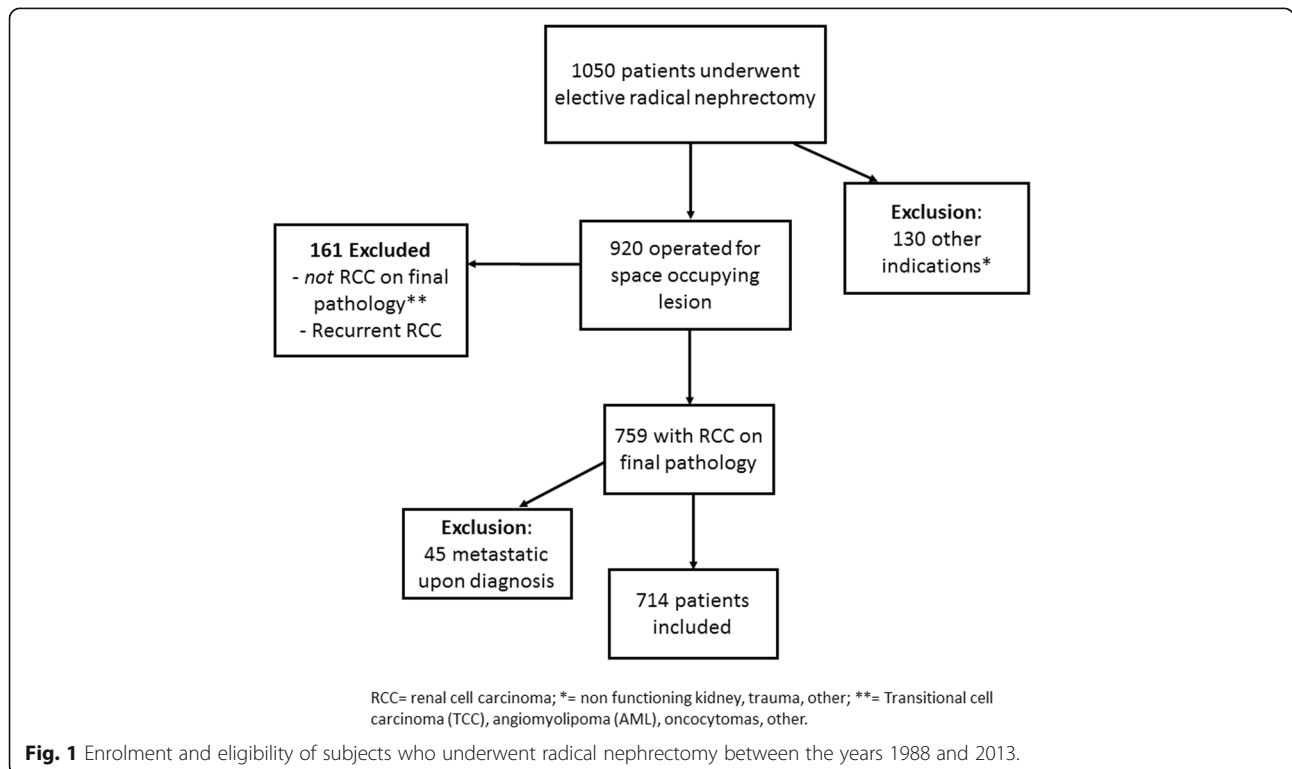 1050 patients underwent
elective radical nephrectomy
Exclusion:
130 other
indications*
920 operated for
space occupying
lesion
161 Excluded
- not RCC on final
pathology**
- Recurrent RCC
759 with RCC on
final pathology
Exclusion:
45 metastatic
upon diagnosis
714 patients
included
RCC= renal cell carcinoma; *= non functioning kidney, trauma, other; **= Transitional cell
carcinoma (TCC), angiomyolipoma (AML), oncocytomas, other.
Fig. 1 Enrolment and eligibility of subjects who underwent radical nephrectomy between the years 1988 and 2013.